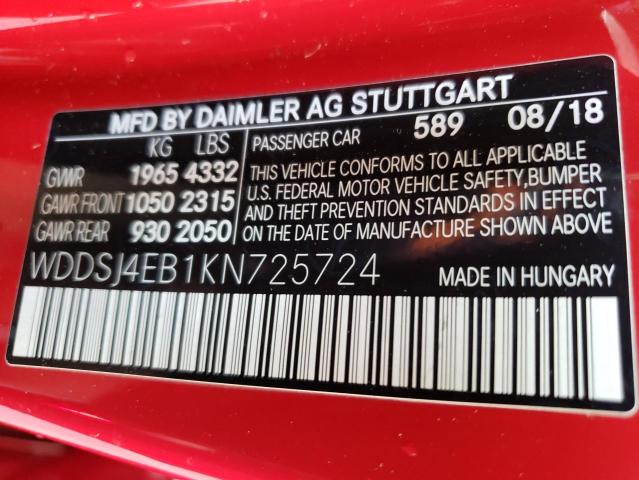 MFD BY DAIMLER AG STUTTGART
KG LBS
GVWR 1965 4332
GAWR FRONT 1050 2315
GAWR REAR 930 2050
PASSENGER CAR 589 08/18
THIS VEHICLE CONFORMS TO ALL APPLICABLE
U.S. FEDERAL MOTOR VEHICLE SAFETY, BUMPER
AND THEFT PREVENTION STANDARDS IN EFFECT
ON THE DATE OF MANUFACTURE SHOWN ABOVE
WDDSJ4EB1KN725724
MADE IN HUNGARY